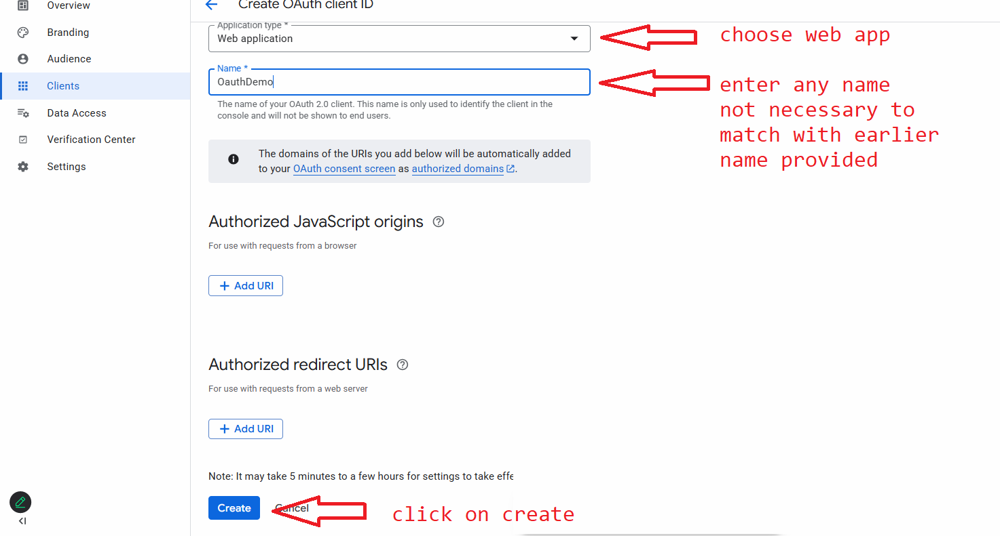 Overview
Branding
Audience
Clients
Data Access
Verification Center
Settings
Create OAuth client ID
Application type *
Web application
choose web app
Name *
OauthDemo
enter any name
not necessary to
match with earlier
name provided
The name of your OAuth 2.0 client. This name is only used to identify the client in the
console and will not be shown to end users.
The domains of the URIs you add below will be automatically added
to your OAuth consent screen as authorized domains.
Authorized JavaScript origins
For use with requests from a browser
+ Add URI
Authorized redirect URIs
For use with requests from a web server
+ Add URI
Note: It may take 5 minutes to a few hours for settings to take effe
Create
Cancel
click on create